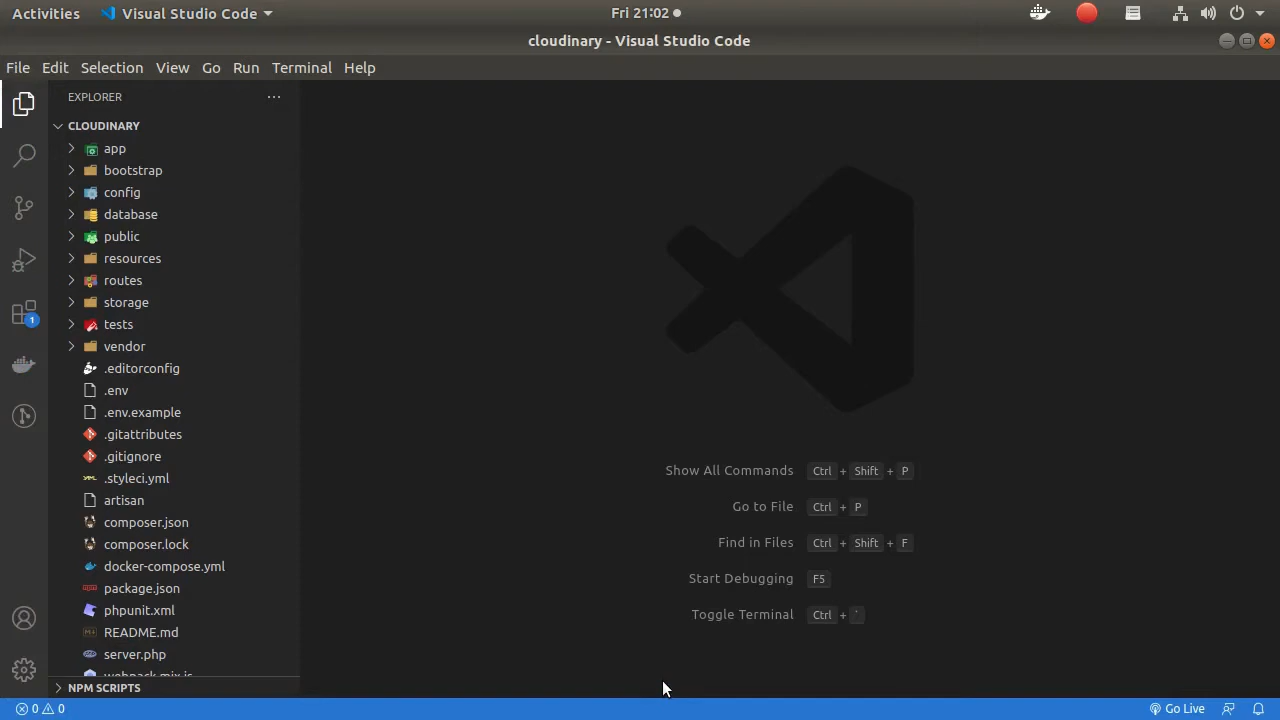 Activities Visual Studio Code Fri 21:02
cloudinary - Visual Studio Code
File Edit Selection View Go Run Terminal Help
EXPLORER
CLOUDINARY
app
bootstrap
config
database
public
resources
routes
storage
tests
1
vendor
.editorconfig
.env
.env.example
.gitattributes
.gitignore
.styleci.yml
artisan
composer.json
composer.lock
docker-compose.yml
package.json
phpunit.xml
README.md
server.php
webpack.mix.js
NPM SCRIPTS
Show All Commands Ctrl + Shift + P
Go to File Ctrl + P
Find in Files Ctrl + Shift + F
Start Debugging F5
Toggle Terminal Ctrl + `
0 0 Go Live